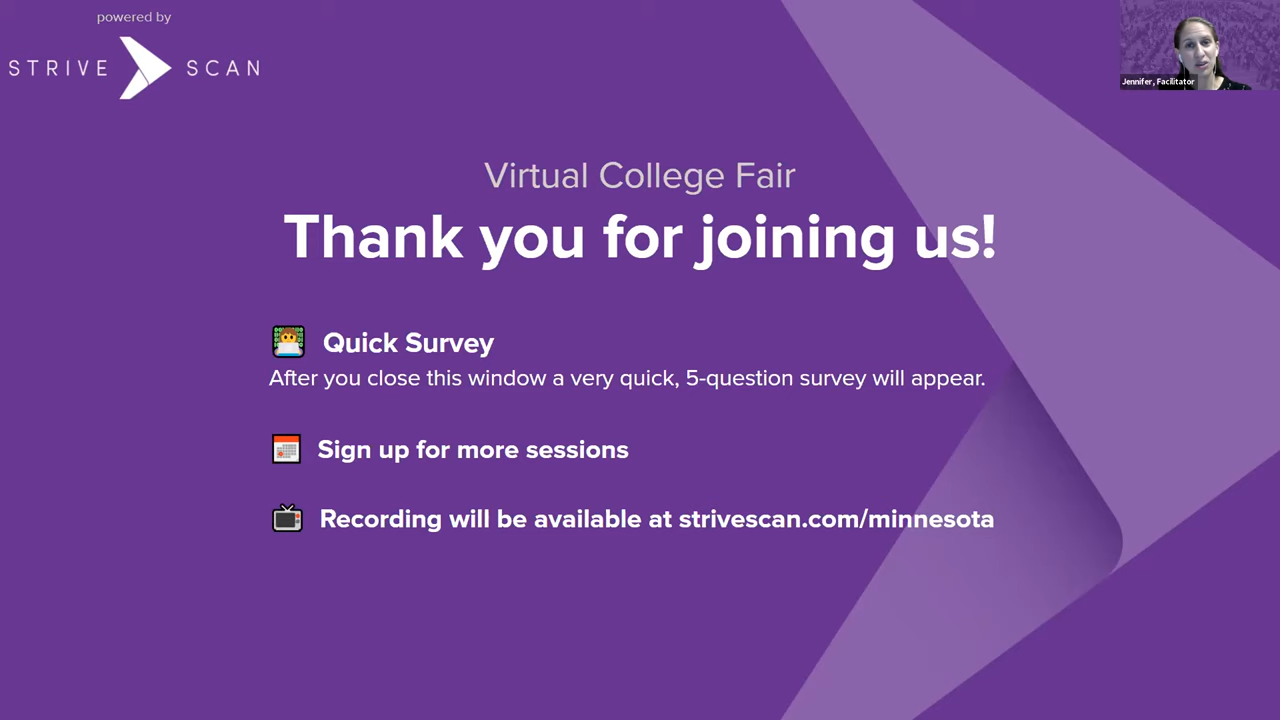 powered by
STRIVE SCAN
Jennifer, Facilitator
Virtual College Fair
Thank you for joining us!
Quick Survey
After you close this window a very quick, 5-question survey will appear.
Sign up for more sessions
Recording will be available at strivescan.com/minnesota